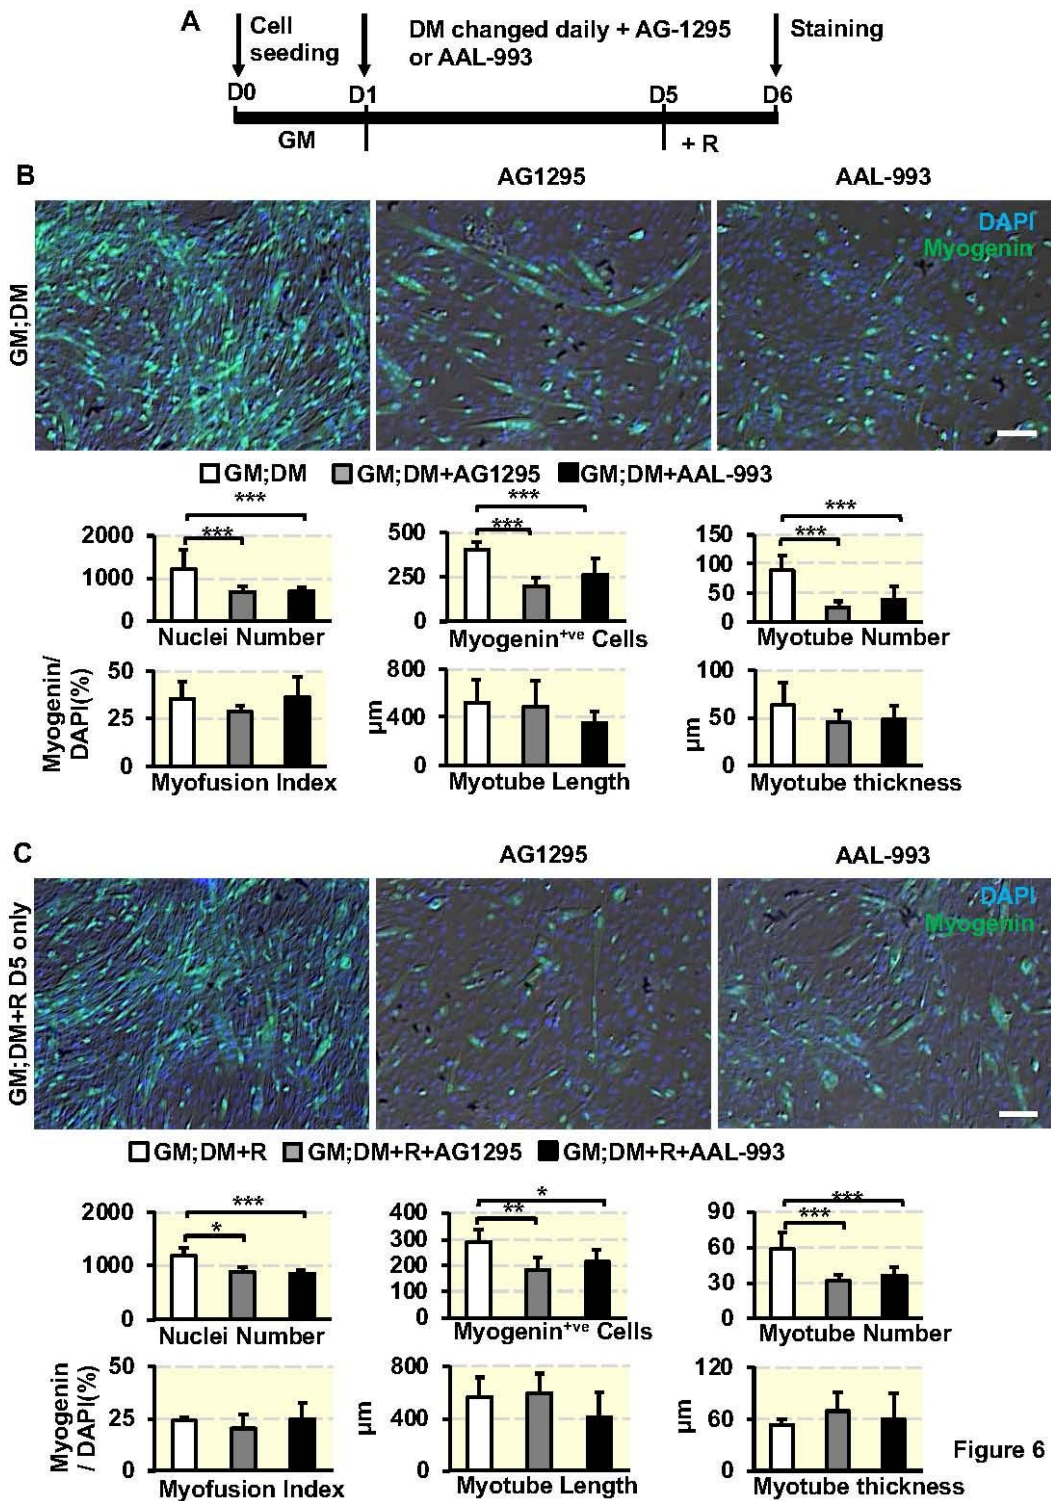 A
Cell
seeding
DM changed daily + AG-1295
or AAL-993
Staining
D0
D1
D5
D6
GM
+ R
B
AG1295
AAL-993
GM;DM
DAPI
Myogenin
GM;DM
GM;DM+AG1295
GM;DM+AAL-993
***
***
2000
1000
0
Nuclei Number
***
***
500
250
0
Myogenin+ve Cells
***
***
150
100
50
0
Myotube Number
Myogenin/
DAPI(%)
50
25
0
Myofusion Index
µm
800
400
0
Myotube Length
µm
100
50
0
Myotube thickness
C
AG1295
AAL-993
GM;DM+R D5 only
DAPI
Myogenin
GM;DM+R
GM;DM+R+AG1295
GM;DM+R+AAL-993
***
*
2000
1000
0
Nuclei Number
*
**
400
300
200
100
0
Myogenin+ve Cells
***
***
90
60
30
0
Myotube Number
Myogenin
/ DAPI(%)
50
25
0
Myofusion Index
µm
800
400
0
Myotube Length
µm
120
60
0
Myotube thickness
Figure 6